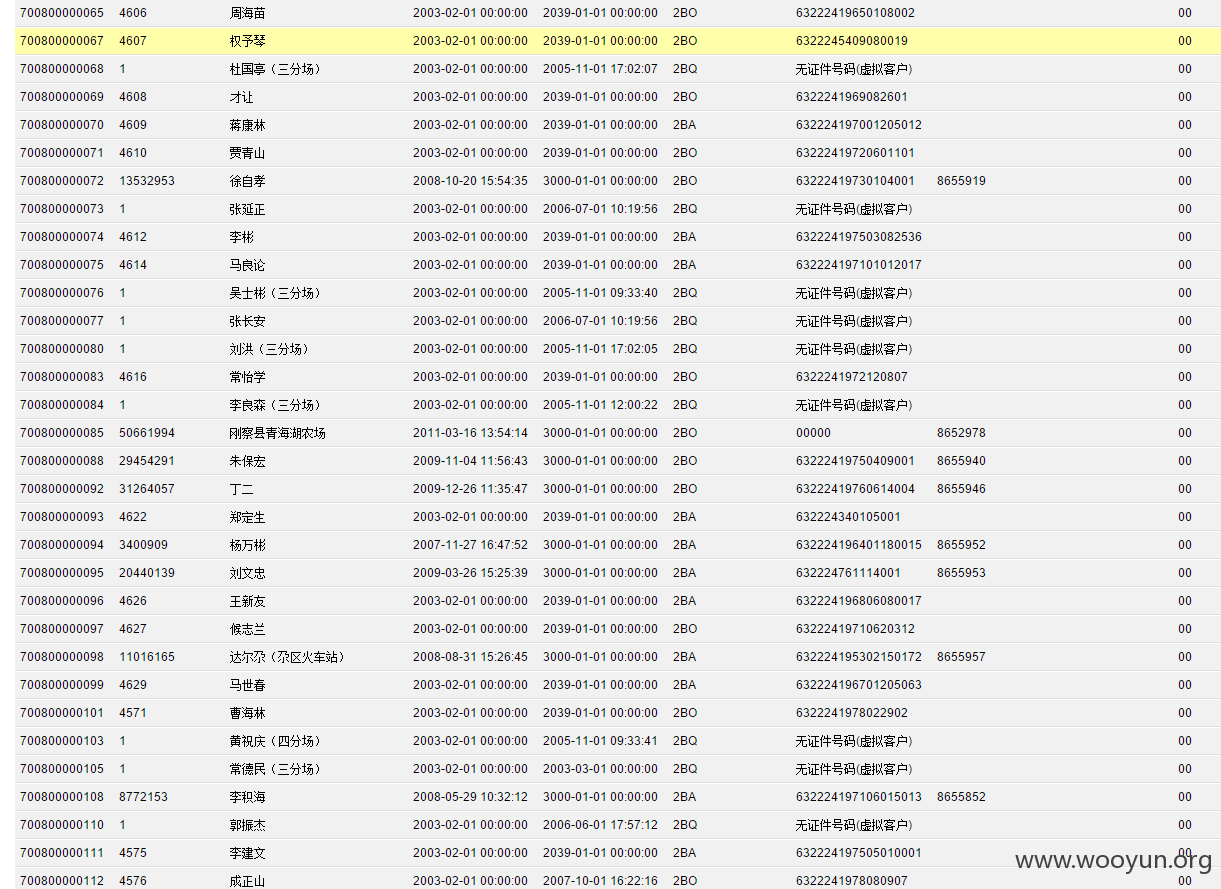 700800000065 4606 周海苗 2003-02-01 00:00:00 2039-01-01 00:00:00 2BO 63222419650108002 00
700800000067 4607 权予琴 2003-02-01 00:00:00 2039-01-01 00:00:00 2BO 6322245409080019 00
700800000068 1 杜国亭（三分场） 2003-02-01 00:00:00 2005-11-01 17:02:07 2BQ 无证件号码(虚拟客户) 00
700800000069 4608 才让 2003-02-01 00:00:00 2039-01-01 00:00:00 2BO 6322241969082601 00
700800000070 4609 蒋康林 2003-02-01 00:00:00 2039-01-01 00:00:00 2BA 632224197001205012 00
700800000071 4610 贾青山 2003-02-01 00:00:00 2039-01-01 00:00:00 2BO 63222419720601101 00
700800000072 13532953 徐自孝 2008-10-20 15:54:35 3000-01-01 00:00:00 2BO 63222419730104001 8655919 00
700800000073 1 张延正 2003-02-01 00:00:00 2006-07-01 10:19:56 2BQ 无证件号码(虚拟客户) 00
700800000074 4612 李彬 2003-02-01 00:00:00 2039-01-01 00:00:00 2BA 632224197503082536 00
700800000075 4614 马良论 2003-02-01 00:00:00 2039-01-01 00:00:00 2BA 632224197101012017 00
700800000076 1 吴士彬（三分场） 2003-02-01 00:00:00 2005-11-01 09:33:40 2BQ 无证件号码(虚拟客户) 00
700800000077 1 张长安 2003-02-01 00:00:00 2006-07-01 10:19:56 2BQ 无证件号码(虚拟客户) 00
700800000080 1 刘洪（三分场） 2003-02-01 00:00:00 2005-11-01 17:02:05 2BQ 无证件号码(虚拟客户) 00
700800000083 4616 常怡学 2003-02-01 00:00:00 2039-01-01 00:00:00 2BO 6322241972120807 00
700800000084 1 李良森（三分场） 2003-02-01 00:00:00 2005-11-01 12:00:22 2BQ 无证件号码(虚拟客户) 00
700800000085 50661994 刚察县青海湖农场 2011-03-16 13:54:14 3000-01-01 00:00:00 2BO 00000 8652978 00
700800000088 29454291 朱保宏 2009-11-04 11:56:43 3000-01-01 00:00:00 2BO 63222419750409001 8655940 00
700800000092 31264057 丁二 2009-12-26 11:35:47 3000-01-01 00:00:00 2BO 63222419760614004 8655946 00
700800000093 4622 郑定生 2003-02-01 00:00:00 2039-01-01 00:00:00 2BA 632224340105001 00
700800000094 3400909 杨万彬 2007-11-27 16:47:52 3000-01-01 00:00:00 2BA 632224196401180015 8655952 00
700800000095 20440139 刘文忠 2009-03-26 15:25:39 3000-01-01 00:00:00 2BA 632224761114001 8655953 00
700800000096 4626 王新友 2003-02-01 00:00:00 2039-01-01 00:00:00 2BA 632224196806080017 00
700800000097 4627 候志兰 2003-02-01 00:00:00 2039-01-01 00:00:00 2BO 63222419710620312 00
700800000098 11016165 达尔尕（尕区火车站） 2008-08-31 15:26:45 3000-01-01 00:00:00 2BA 632224195302150172 8655957 00
700800000099 4629 马世春 2003-02-01 00:00:00 2039-01-01 00:00:00 2BA 632224196701205063 00
700800000101 4571 曹海林 2003-02-01 00:00:00 2039-01-01 00:00:00 2BO 6322241978022902 00
700800000103 1 黄祝庆（四分场） 2003-02-01 00:00:00 2005-11-01 09:33:41 2BQ 无证件号码(虚拟客户) 00
700800000105 1 常德民（三分场） 2003-02-01 00:00:00 2003-03-01 00:00:00 2BQ 无证件号码(虚拟客户) 00
700800000108 8772153 李积海 2008-05-29 10:32:12 3000-01-01 00:00:00 2BA 632224197106015013 8655852 00
700800000110 1 郭振杰 2003-02-01 00:00:00 2006-06-01 17:57:12 2BQ 无证件号码(虚拟客户) 00
700800000111 4575 李建文 2003-02-01 00:00:00 2039-01-01 00:00:00 2BA 632224197505010001 00
www.wooyun.org
700800000112 4576 成正山 2003-02-01 00:00:00 2007-10-01 16:22:16 2BO 6322241978080907 00